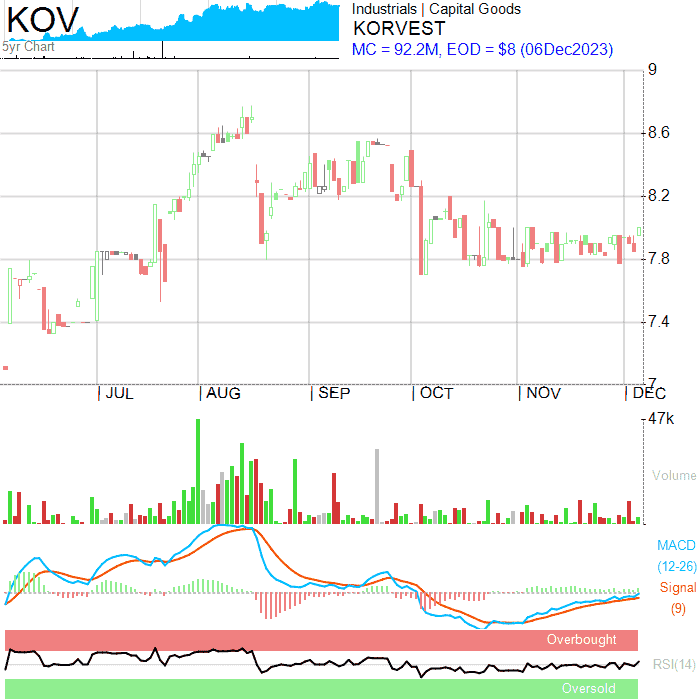 KOV
5yr Chart
Industrials | Capital Goods
KORVEST
MC = 92.2M, EOD = $8 (06Dec2023)
9
8.6
8.2
7.8
7.4
7
JUL AUG SEP OCT NOV DEC
47k
Volume
MACD
(12-26)
Signal
(9)
Overbought
RSI(14)
Oversold